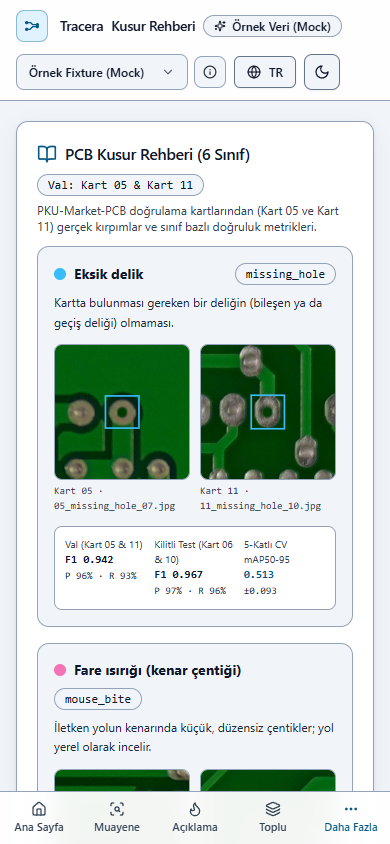 Tracera Kusur Rehberi Örnek Veri (Mock)
Örnek Fixture (Mock) TR
PCB Kusur Rehberi (6 Sınıf)
Val: Kart 05 & Kart 11
PKU-Market-PCB doğrulama kartlarından (Kart 05 ve Kart
11) gerçek kırpımlar ve sınıf bazlı doğruluk metrikleri.
Eksik delik missing_hole
Kartta bulunması gereken bir deliğin (bileşen ya da
geçiş deliği) olmaması.
Kart 05 ·
05_missing_hole_07.jpg
Kart 11 ·
11_missing_hole_10.jpg
Val (Kart 05 & 11)
F1 0.942
P 96% · R 93%
Kilitli Test (Kart 06
& 10)
F1 0.967
P 97% · R 96%
5-Katlı CV
mAP50-95
0.513
±0.093
Fare ısırığı (kenar çentiği)
mouse_bite
İletken yolun kenarında küçük, düzensiz çentikler; yol
yerel olarak incelir.
Ana Sayfa Muayene Açıklama Toplu Daha Fazla